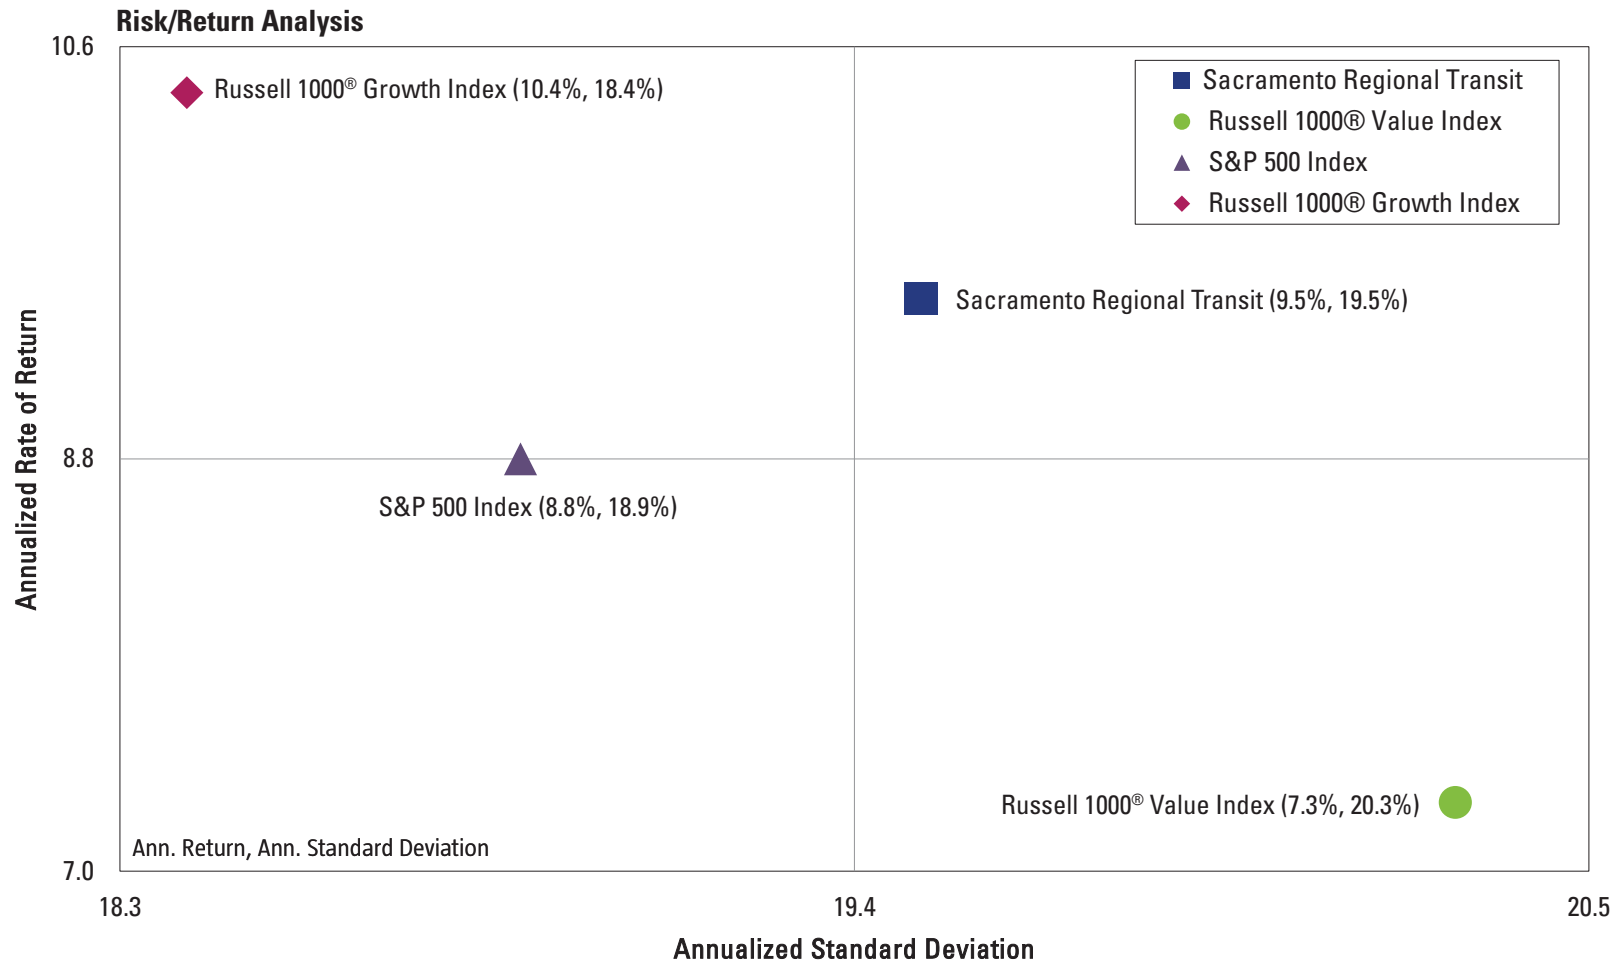 Risk/Return Analysis
10.6
Russell 1000® Growth Index (10.4%, 18.4%)
Sacramento Regional Transit
Russell 1000® Value Index
S&P 500 Index
Russell 1000® Growth Index
Sacramento Regional Transit (9.5%, 19.5%)
Annualized Rate of Return
8.8
S&P 500 Index (8.8%, 18.9%)
Russell 1000® Value Index (7.3%, 20.3%)
Ann. Return, Ann. Standard Deviation
7.0
18.3
19.4
20.5
Annualized Standard Deviation